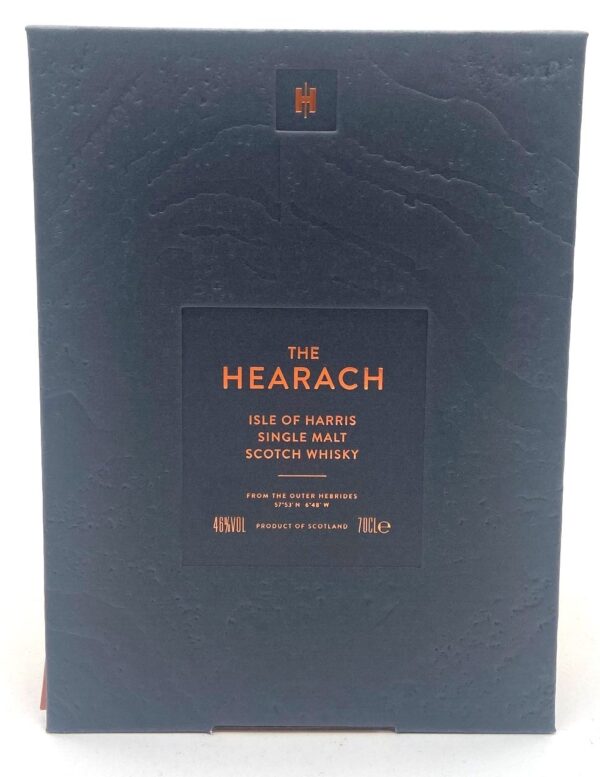 H
THE
HEARACH
ISLE OF HARRIS
SINGLE MALT
SCOTCH WHISKY
FROM THE OUTER HEBRIDES
57°53' N 6°48' W
46%VOL PRODUCT OF SCOTLAND 70CL℮